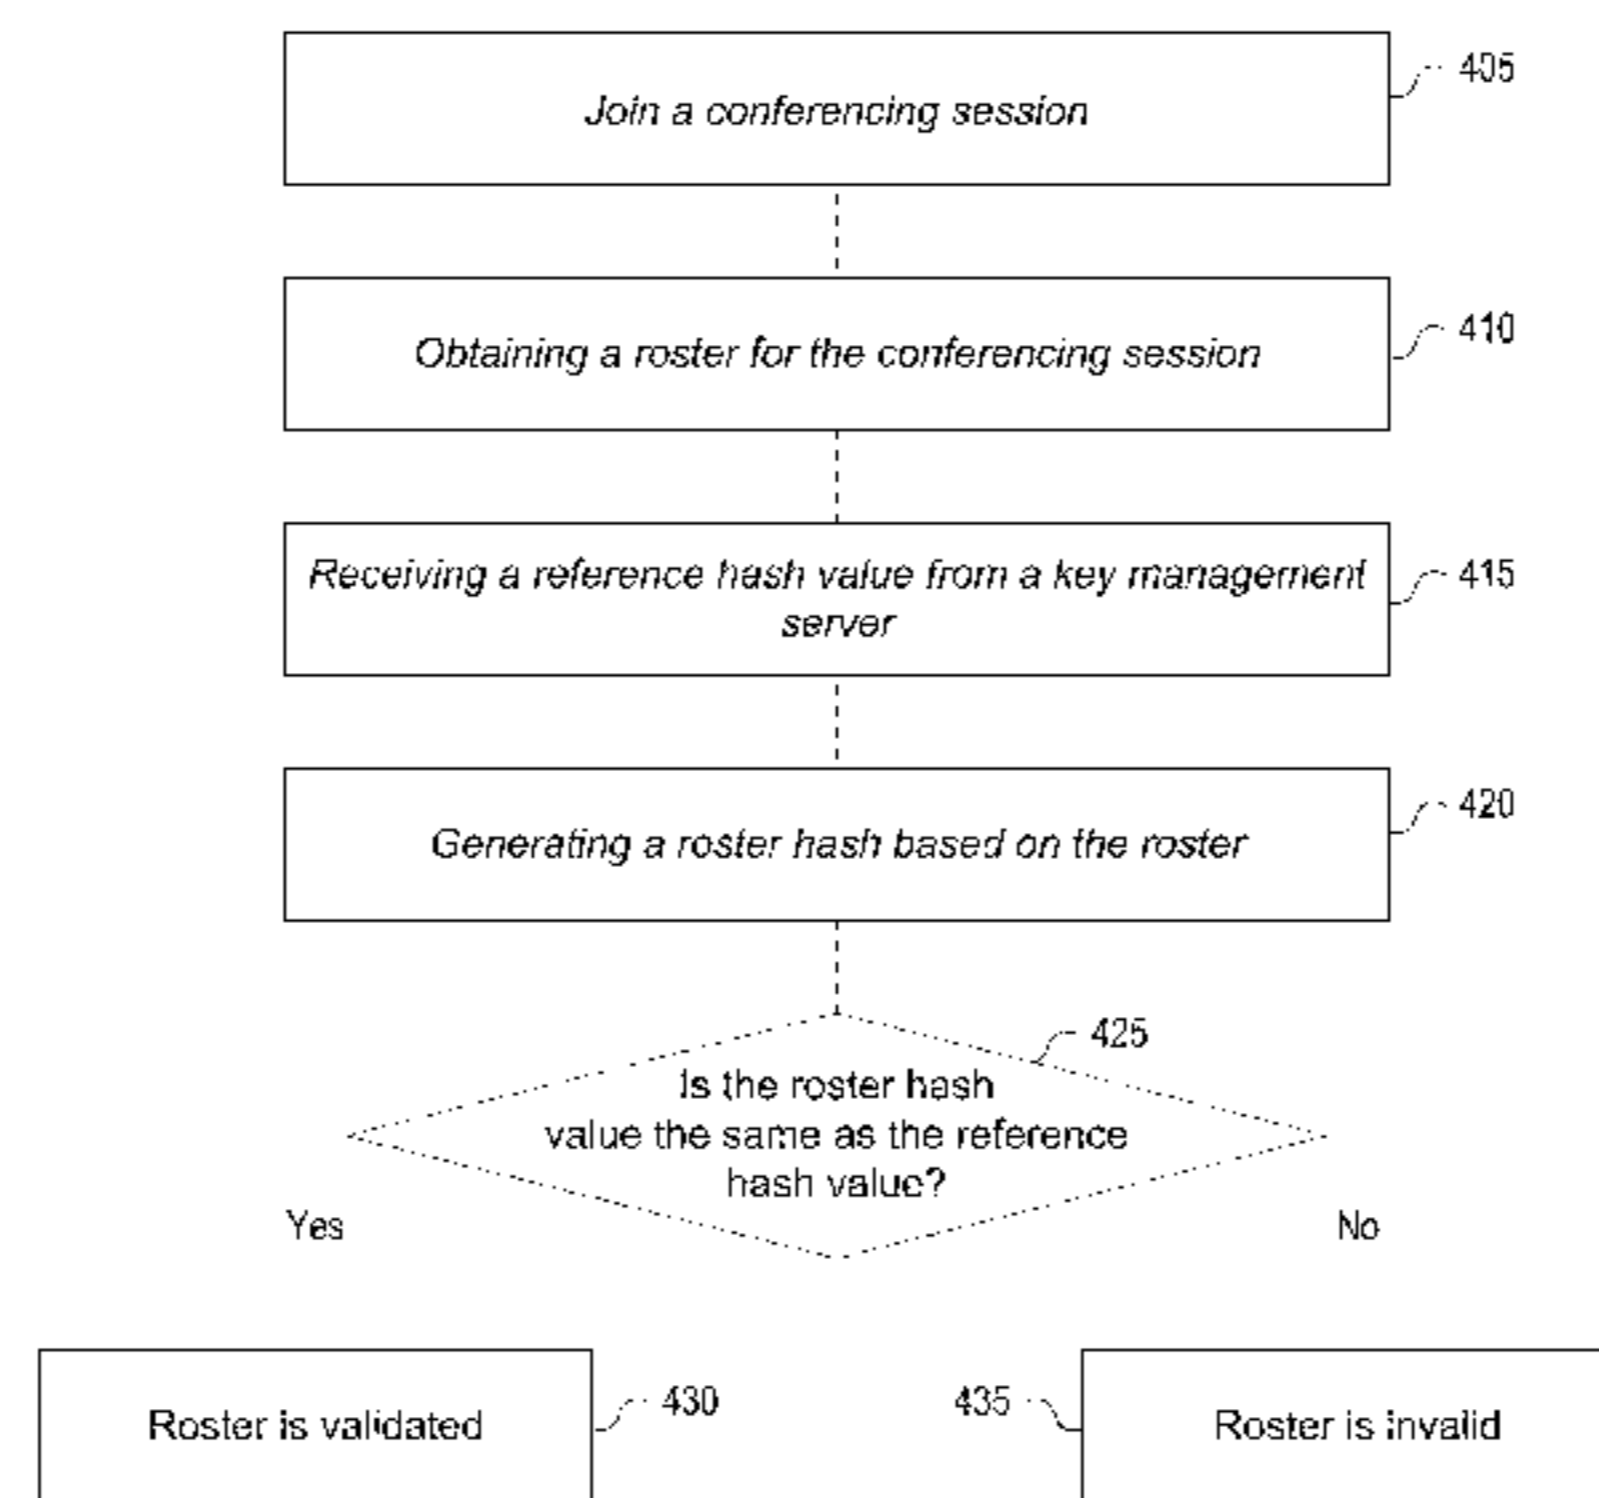 Join a conferencing session
405
Obtaining a roster for the conferencing session
410
Receiving a reference hash value from a key management
server
415
Generating a roster hash based on the roster
420
425
Is the roster hash
value the same as the reference
hash value?
Yes
No
Roster is validated
430
435
Roster is invalid